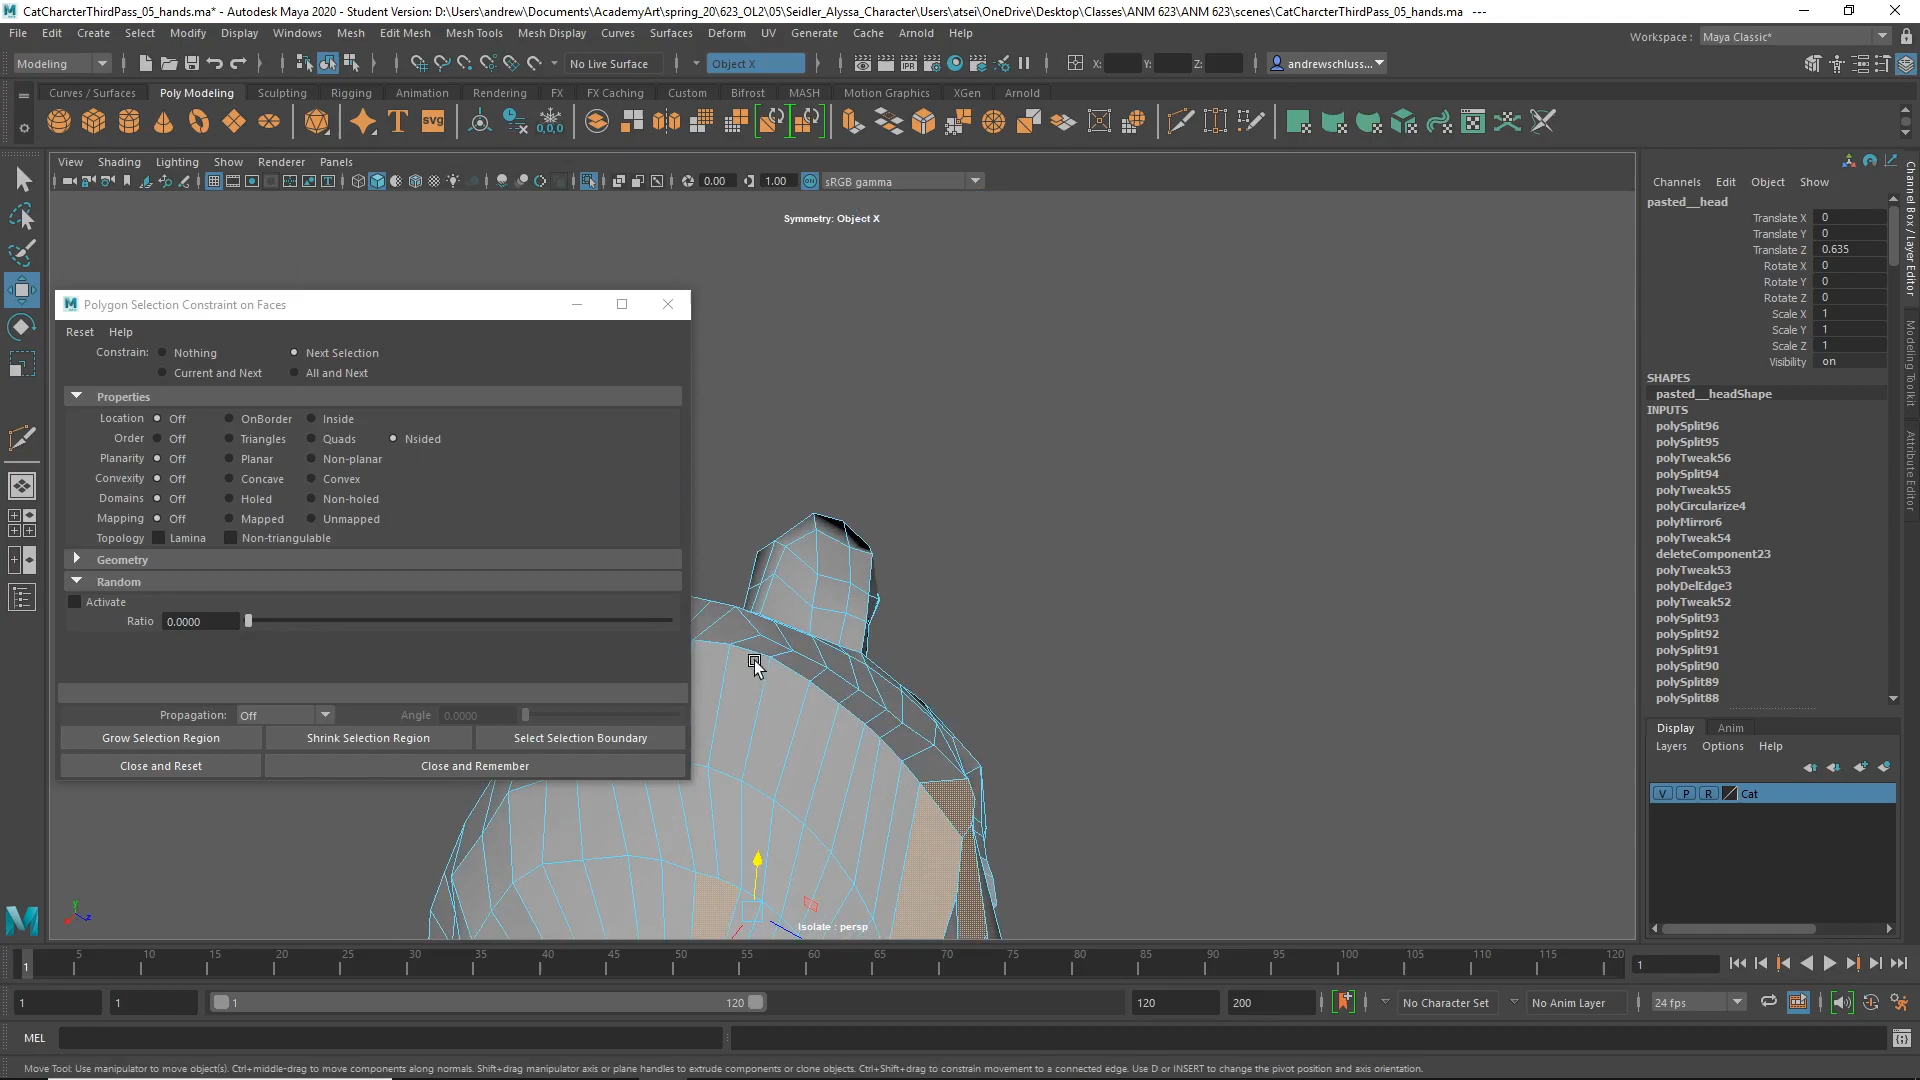 CatCharcterThirdPass_05_hands.ma* - Autodesk Maya 2020 - Student Version: D:\Users\andrew\Documents\AcademyArt\spring_20\623_OL2\05\Seidler_Alyssa_Character\Users\atsei\OneDrive\Desktop\Classes\ANM 623\ANM 623\scenes\CatCharcterThirdPass_05_hands.ma   ---
File Edit Create Select Modify Display Windows Mesh Edit Mesh Mesh Tools Mesh Display Curves Surfaces Deform UV Generate Cache Arnold Help
Workspace : Maya Classic*
Modeling No Live Surface Object X X: Y: Z: andrewschluss...
Curves / Surfaces Poly Modeling Sculpting Rigging Animation Rendering FX FX Caching Custom Bifrost MASH Motion Graphics XGen Arnold
View Shading Lighting Show Renderer Panels
0.00 1.00 sRGB gamma
Symmetry: Object X
Polygon Selection Constraint on Faces
Reset Help
Constrain: Nothing Next Selection
Current and Next All and Next
Properties
Location Off OnBorder Inside
Order Off Triangles Quads Nsided
Planarity Off Planar Non-planar
Convexity Off Concave Convex
Domains Off Holed Non-holed
Mapping Off Mapped Unmapped
Topology Lamina Non-triangulable
Geometry
Random
Activate
Ratio 0.0000
Propagation: Off Angle 0.0000
Grow Selection Region Shrink Selection Region Select Selection Boundary
Close and Reset Close and Remember
Isolate : persp
Channels Edit Object Show
pasted__head
Translate X 0
Translate Y 0
Translate Z 0.635
Rotate X 0
Rotate Y 0
Rotate Z 0
Scale X 1
Scale Y 1
Scale Z 1
Visibility on
SHAPES
pasted__headShape
INPUTS
polySplit96
polySplit95
polyTweak56
polySplit94
polyTweak55
polyCircularize4
polyMirror6
polyTweak54
deleteComponent23
polyTweak53
polyDelEdge3
polyTweak52
polySplit93
polySplit92
polySplit91
polySplit90
polySplit89
polySplit88
Channel Box / Layer Editor
Modeling Toolkit
Attribute Editor
Display Anim
Layers Options Help
V P R Cat
1 5 10 15 20 25 30 35 40 45 50 55 60 65 70 75 80 85 90 95 100 105 110 115 120 1
1 1 1 120 120 200 No Character Set No Anim Layer 24 fps
MEL
Move Tool: Use manipulator to move object(s). Ctrl+middle-drag to move components along normals. Shift+drag manipulator axis or plane handles to extrude components or clone objects. Ctrl+Shift+drag to constrain movement to a connected edge. Use D or INSERT to change the pivot position and axis orientation.